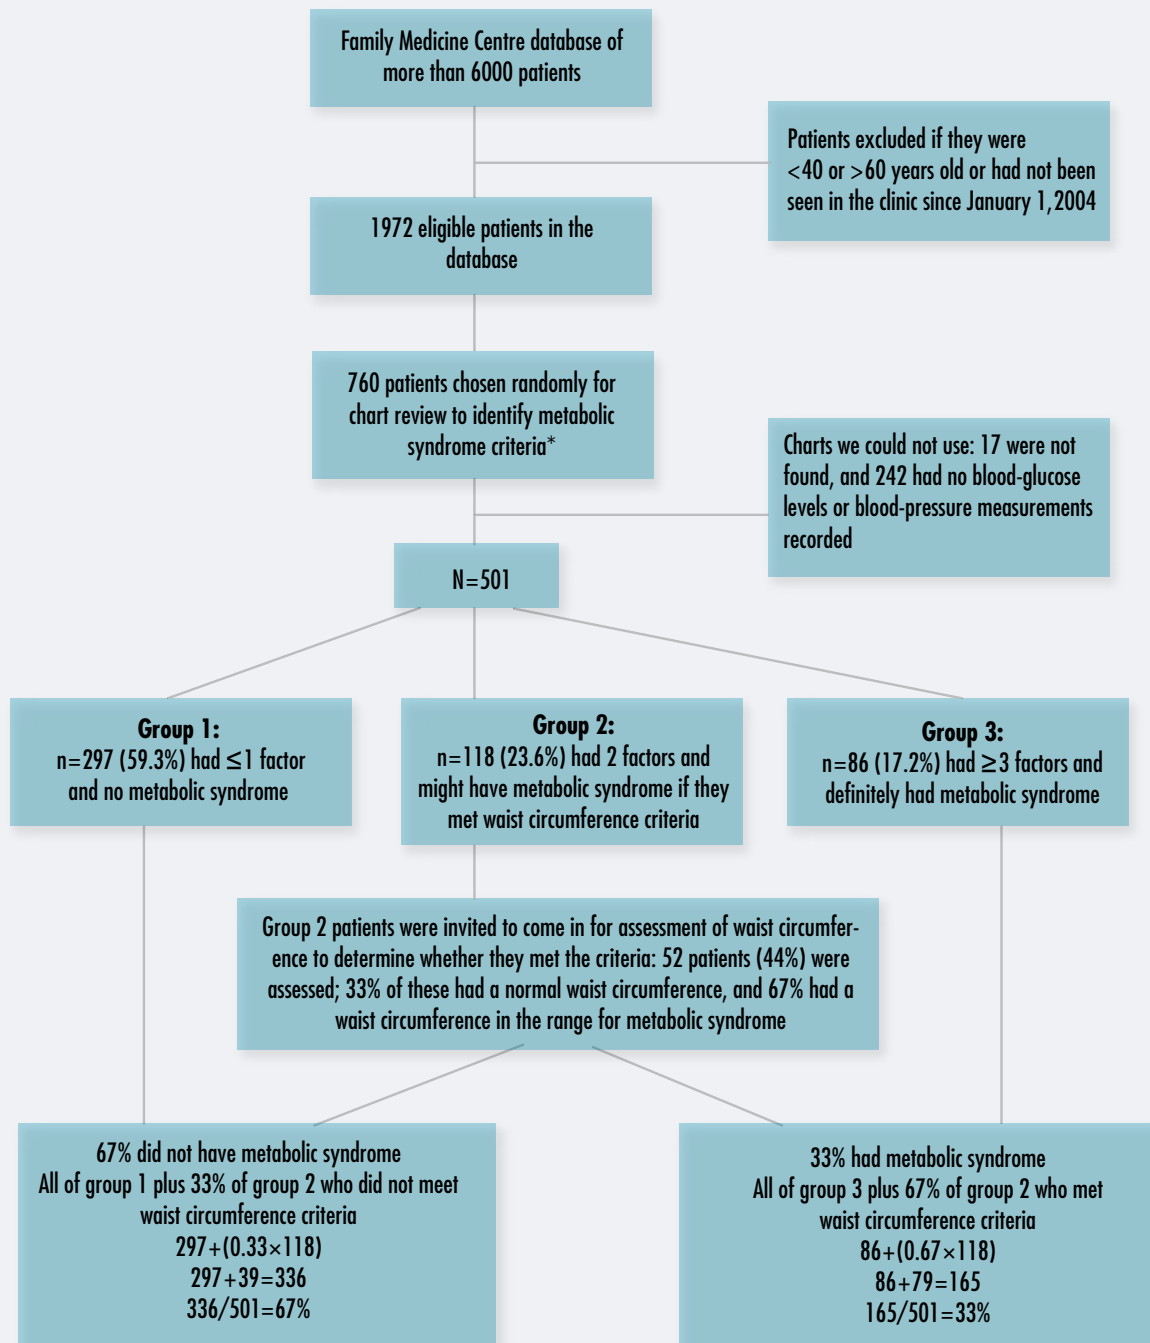 Family Medicine Centre database of
more than 6000 patients
Patients excluded if they were
<40 or >60 years old or had not been
seen in the clinic since January 1, 2004
1972 eligible patients in the
database
760 patients chosen randomly for
chart review to identify metabolic
syndrome criteria*
Charts we could not use: 17 were not
found, and 242 had no blood-glucose
levels or blood-pressure measurements
recorded
N=501
Group 1:
n=297 (59.3%) had ≤1 factor
and no metabolic syndrome
Group 2:
n=118 (23.6%) had 2 factors and
might have metabolic syndrome if they
met waist circumference criteria
Group 3:
n=86 (17.2%) had ≥3 factors and
definitely had metabolic syndrome
Group 2 patients were invited to come in for assessment of waist circumfer-
ence to determine whether they met the criteria: 52 patients (44%) were
assessed; 33% of these had a normal waist circumference, and 67% had a
waist circumference in the range for metabolic syndrome
67% did not have metabolic syndrome
All of group 1 plus 33% of group 2 who did not meet
waist circumference criteria
297+(0.33×118)
297+39=336
336/501=67%
33% had metabolic syndrome
All of group 3 plus 67% of group 2 who met
waist circumference criteria
86+(0.67×118)
86+79=165
165/501=33%